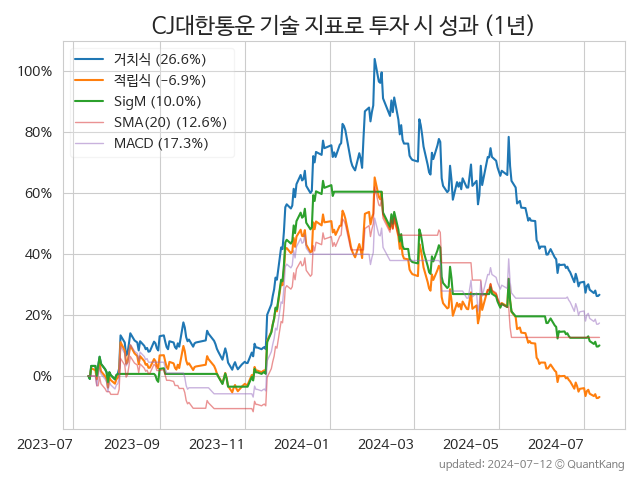 CJ대한통운 기술 지표로 투자 시 성과 (1년)
거치식 (26.6%)
적립식 (−6.9%)
SigM (10.0%)
SMA(20) (12.6%)
MACD (17.3%)
100%
80%
60%
40%
20%
0%
2023-07 2023-09 2023-11 2024-01 2024-03 2024-05 2024-07
updated: 2024-07-12 © QuantKang